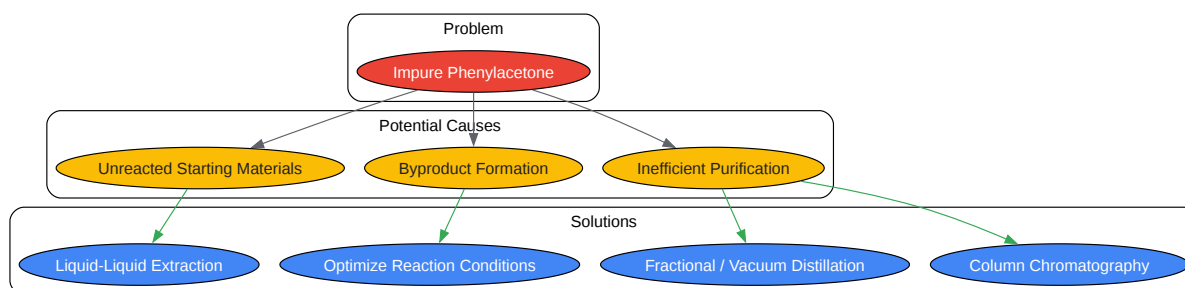 Problem
Impure Phenylacetone
Potential Causes
Unreacted Starting Materials
Byproduct Formation
Inefficient Purification
Solutions
Liquid-Liquid Extraction
Optimize Reaction Conditions
Fractional / Vacuum Distillation
Column Chromatography